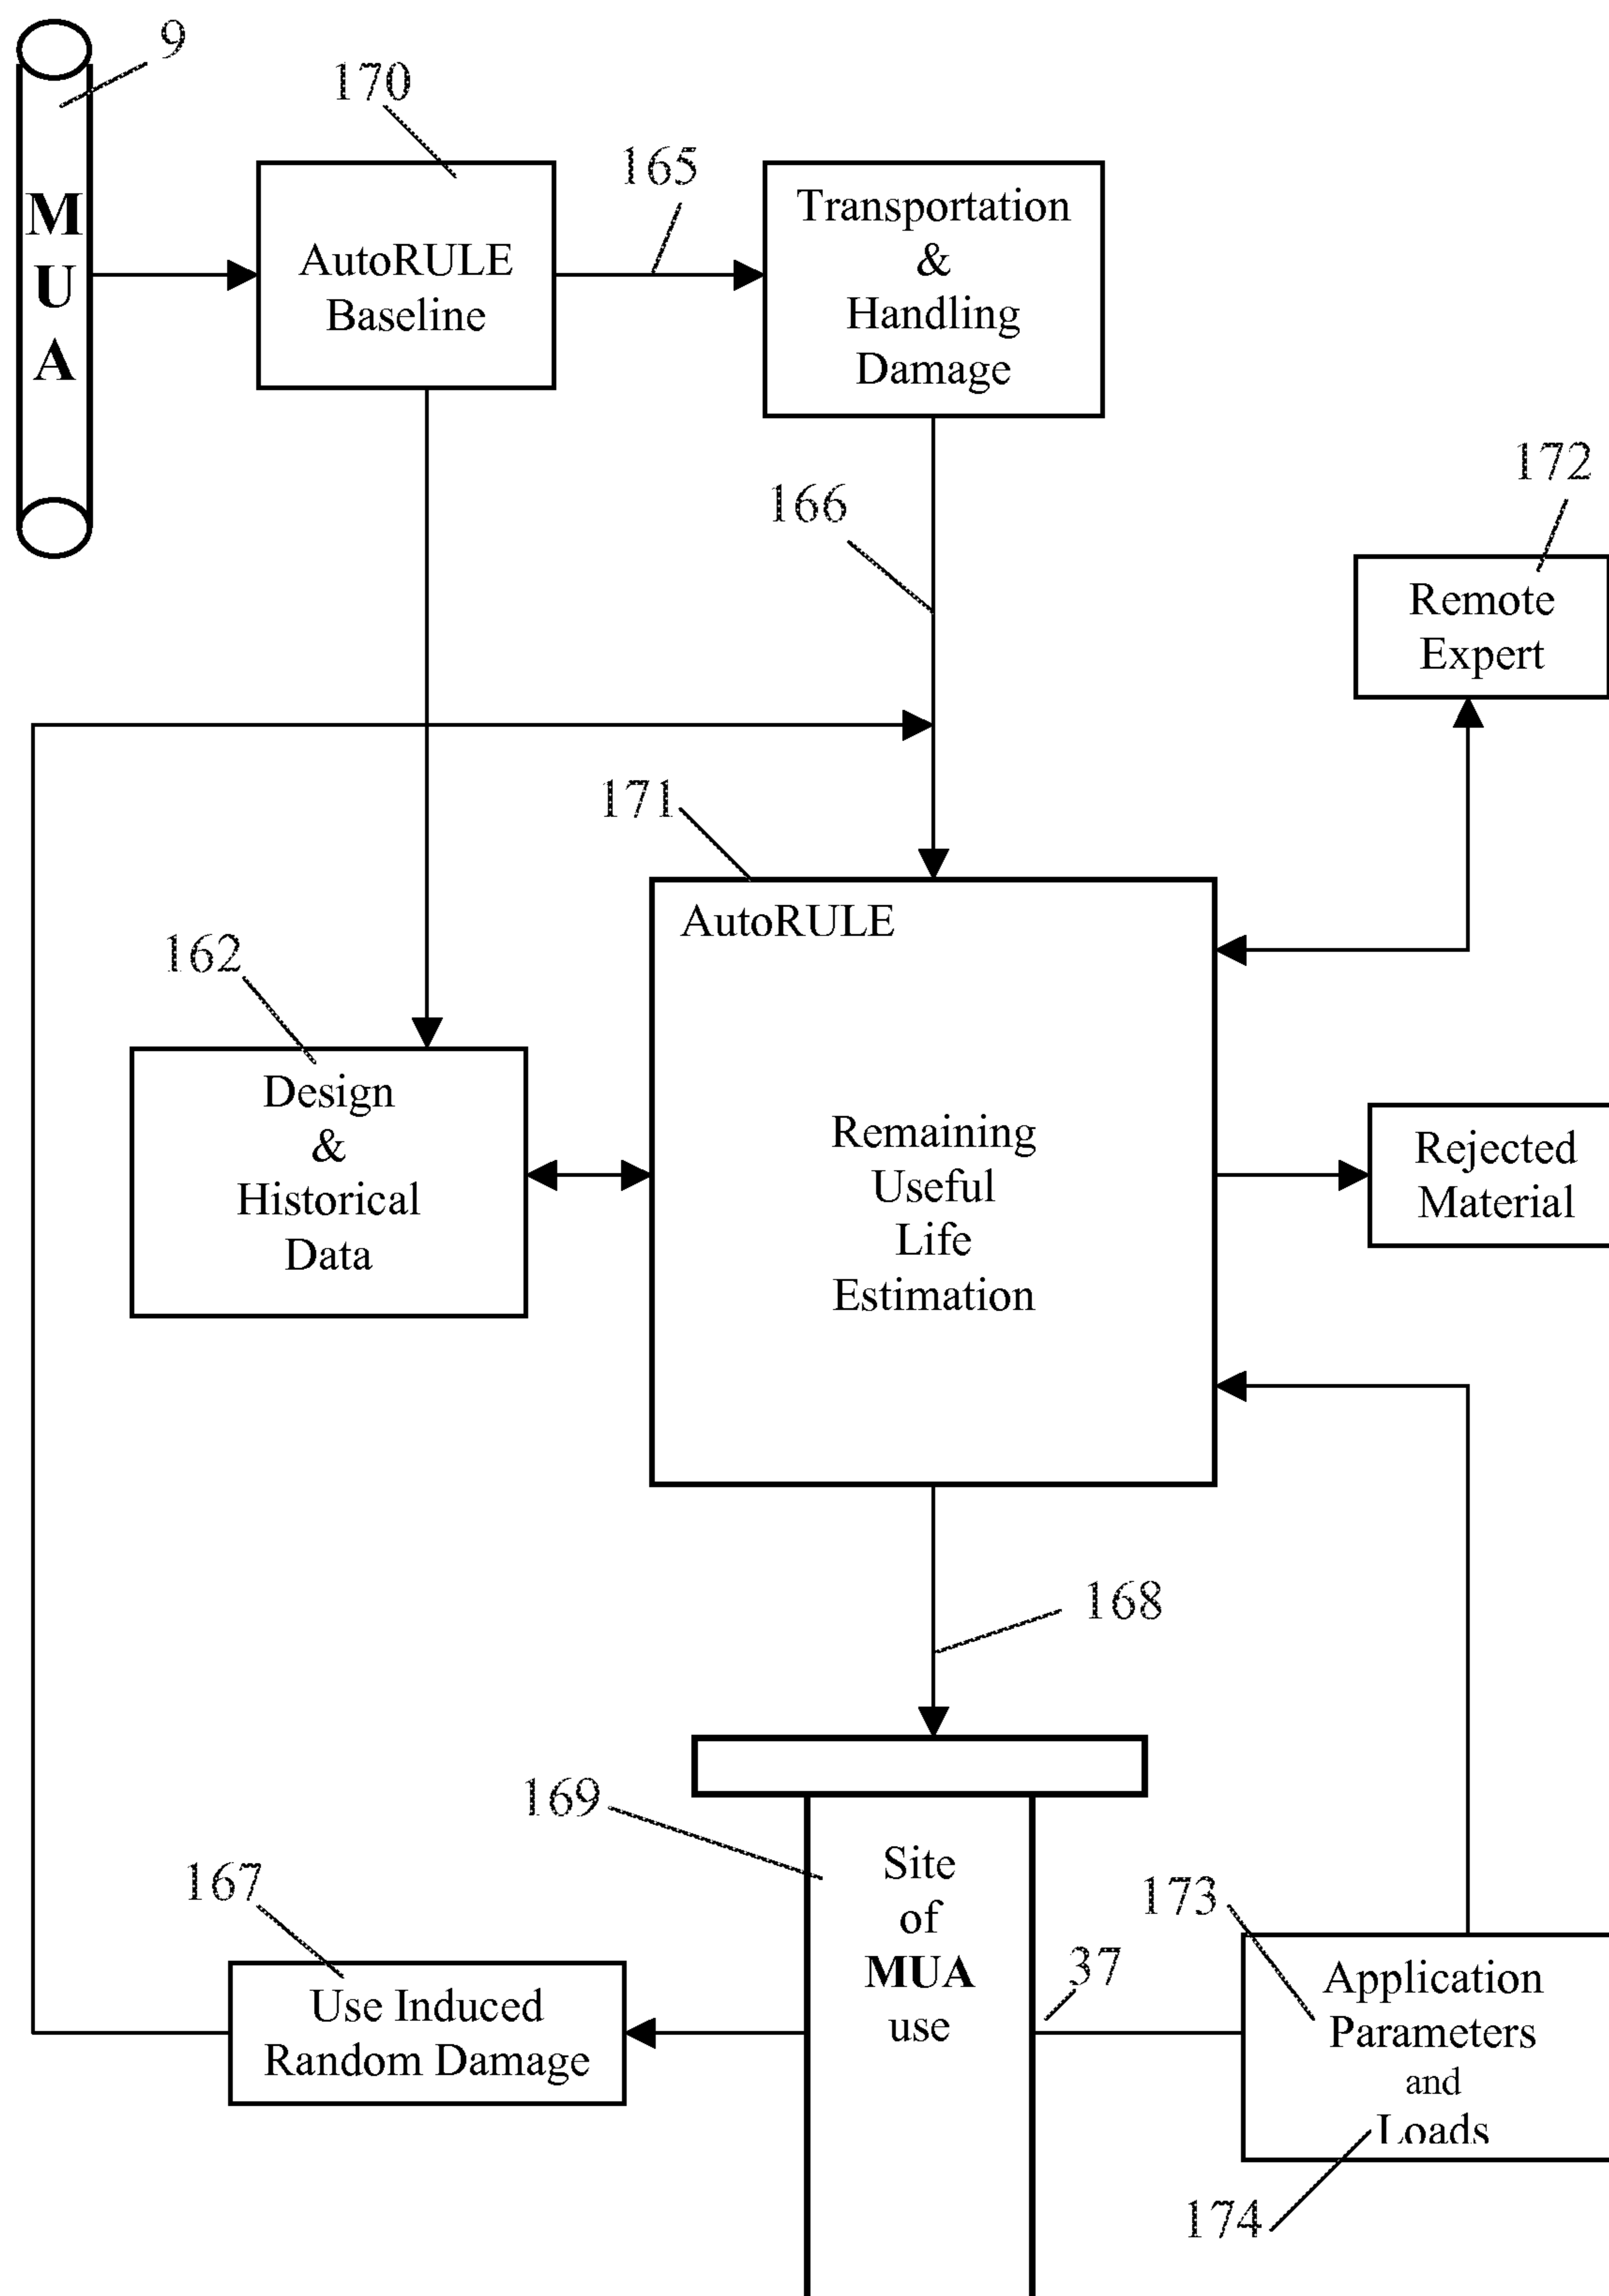 9
170
165
M
U
A
AutoRULE
Baseline
Transportation
&
Handling
Damage
172
166
Remote
Expert
171
AutoRULE
162
Design
&
Historical
Data
Remaining
Useful
Life
Estimation
Rejected
Material
168
169
Site
of
MUA
use
167
Use Induced
Random Damage
37
173
Application
Parameters
and
Loads
174